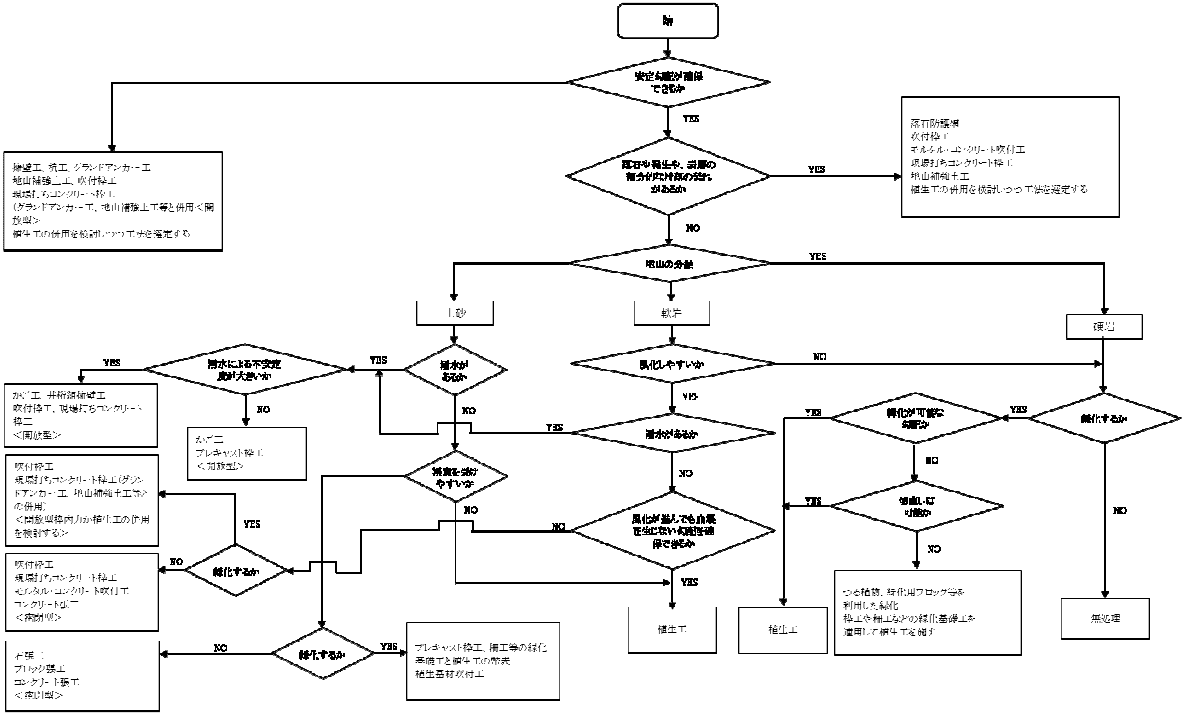 安定勾配が確保
できるか
YES
擁壁工、杭工、グランドアンカー工
地山補強土工、吹付枠工
現場打ちコンクリート枠工
(グランドアンカー工、地山補強土工等と併用<開
放型>
植生工の併用を検討しつつ工法を選定する
があるか
YES
落石防護網
吹付枠工
モルタル・コンクリート吹付工
現場打ちコンクリート枠工
地山補強土工
植生工の併用を検討しつつ工法を選定する
NO
地山の分類
YES
土砂
軟岩
硬岩
湧水による不安定
度が大きいか
YES
YES
湧水が
あるか
風化しやすいか
NO
YES
NO
NO
かご工、井桁組擁壁工
吹付枠工、現場打ちコンクリート
枠工
<開放型>
かご工
プレキャスト枠工
<開放型>
YES
湧水があるか
NO
YES
緑化が可能な
勾配か
YES
緑化するか
NO
NO
吹付枠工
現場打ちコンクリート枠工(グラン
ドアンカー工、地山補強土工等と
の併用)
<開放型枠内力か植生工の併用
を検討する>
浸食を受け
やすいか
NO
YES
NO
風化が進んでも崩壊
を生じない勾配を確
保できるか
YES
YES
可能か
NO
吹付枠工
現場打ちコンクリート枠工
モルタル・コンクリート吹付工
コンクリート張工
<密閉型>
NO
緑化するか
植生工
植生工
つる植物、緑化用ブロック等を
利用した緑化
枠工や柵工などの緑化基礎工を
適用して植生工を施す
無処理
石張工
ブロック張工
コンクリート張工
<密閉型>
NO
緑化するか
YES
プレキャスト枠工、柵工等の緑化
基礎工と植生工の併用
植生基材吹付工